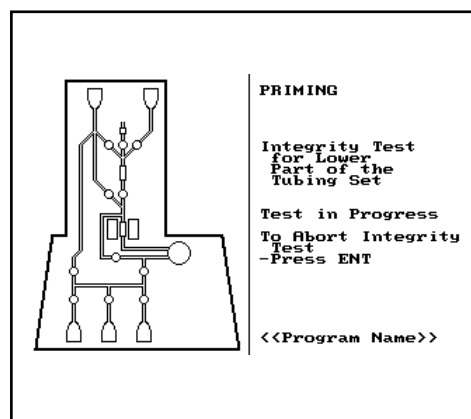 PRIMING
Integrity Test
for Lower
Part of the
Tubing Set
Test in Progress
To Abort Integrity
Test
-Press ENT
<<Program Name>>